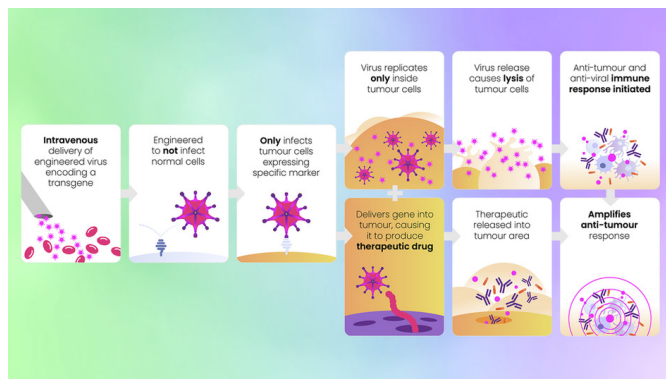 Intravenous
delivery of
engineered virus
encoding a
transgene
Engineered
to not infect
normal cells
Only infects
tumour cells
expressing
specific marker
Virus replicates
only inside
tumour cells
Virus release
causes lysis of
tumour cells
Anti-tumour and
anti-viral immune
response initiated
Delivers gene into
tumour, causing
it to produce
therapeutic drug
Therapeutic
released into
tumour area
Amplifies
anti-tumour
response